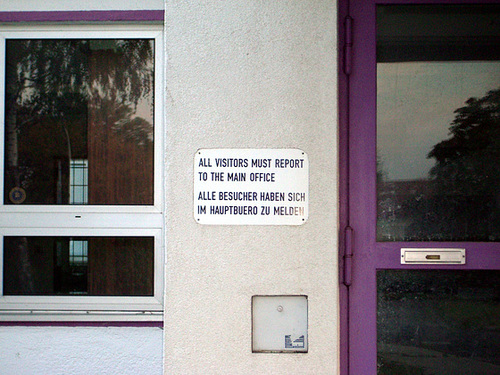 ALL VISITORS MUST REPORT
TO THE MAIN OFFICE
ALLE BESUCHER HABEN SICH
IM HAUPTBUERO ZU MELDEN